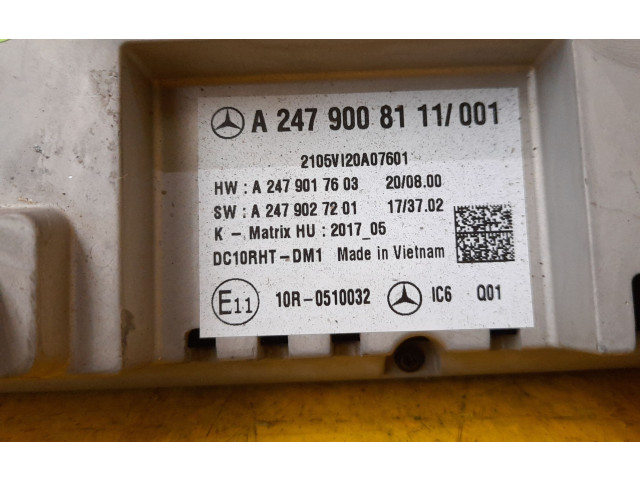 A 247 900 81 11/001
2105VI20A07601
HW: A 247 901 76 03 20/08.00
SW: A 247 902 72 01 17/37.02
K - Matrix HU : 2017_05
DC10RHT-DM1 Made in Vietnam
E11 10R-0510032 IC6 Q01